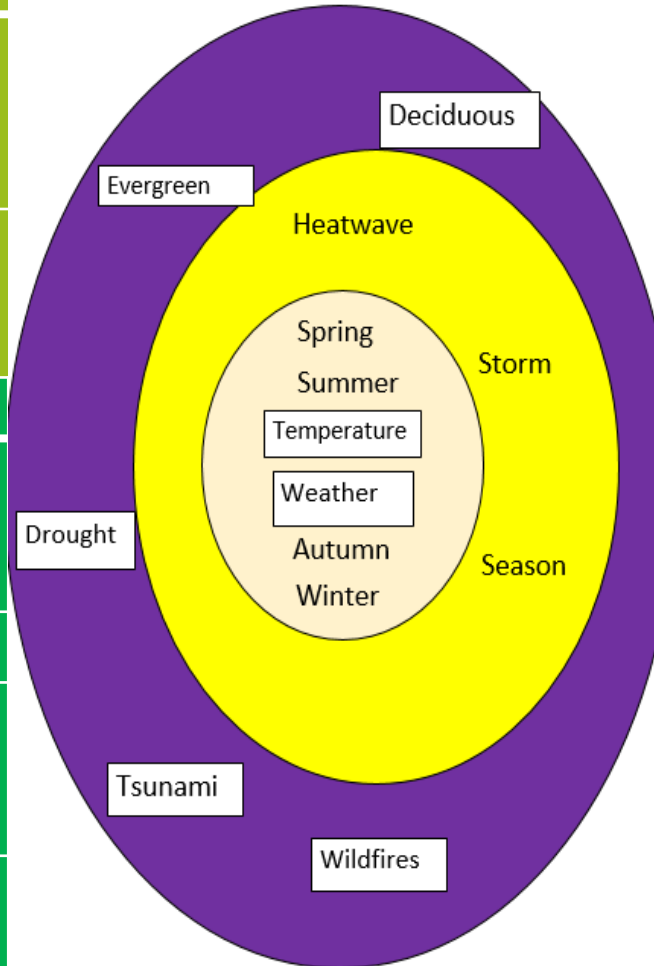 Deciduous
Evergreen
Heatwave
Spring
Storm
Summer
Temperature
Weather
Drought
Autumn
Season
Winter
Tsunami
Wildfires